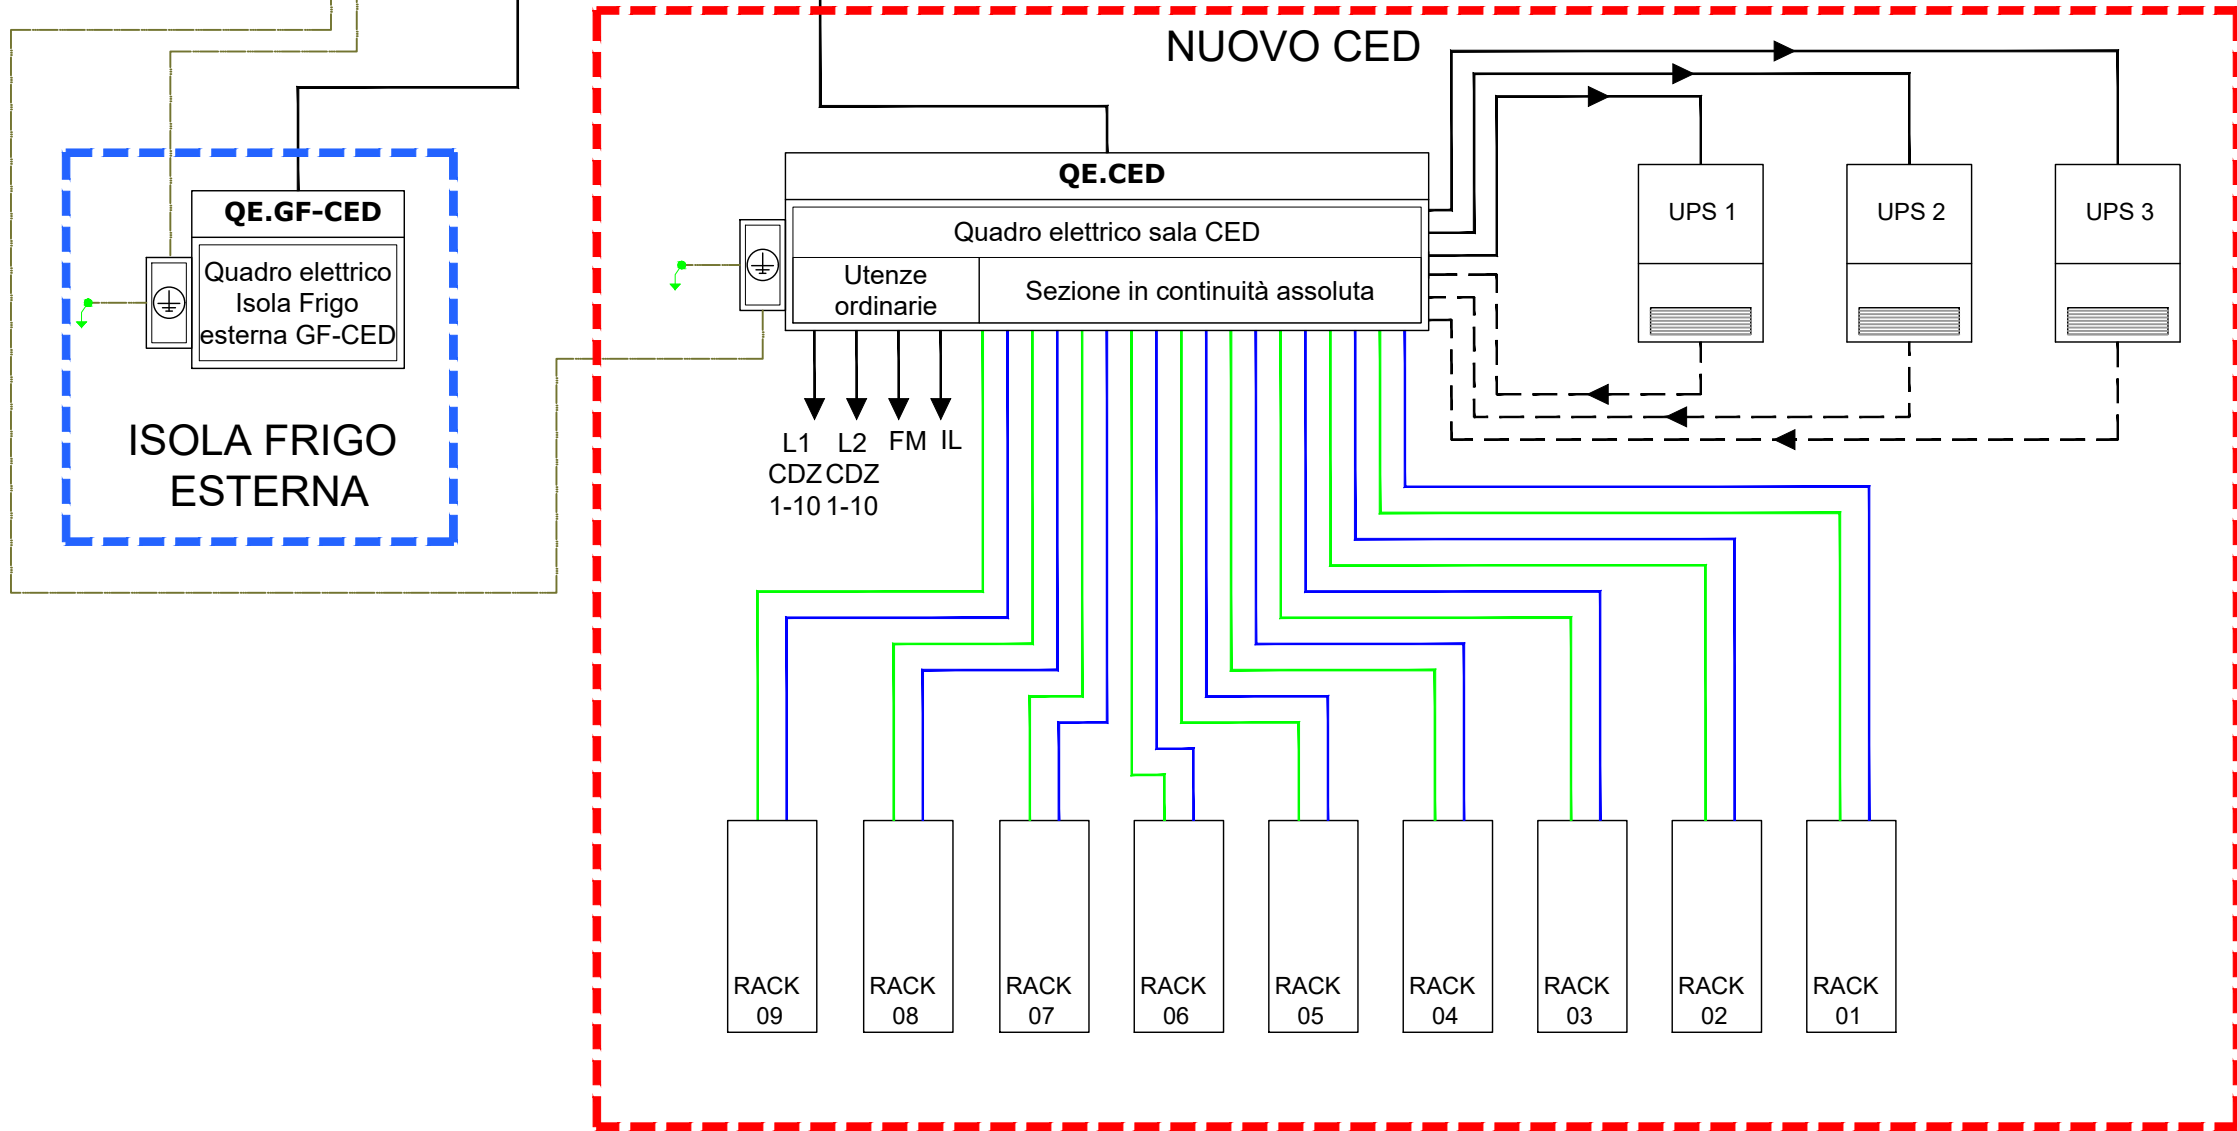 NUOVO CED
QE.GF-CED
Quadro elettrico
Isola Frigo
esterna GF-CED
ISOLA FRIGO
ESTERNA
QE.CED
Quadro elettrico sala CED
Utenze
ordinarie
Sezione in continuità assoluta
UPS 1
UPS 2
UPS 3
L1
CDZ
1-10
L2
CDZ
1-10
FM
IL
RACK
09
RACK
08
RACK
07
RACK
06
RACK
05
RACK
04
RACK
03
RACK
02
RACK
01